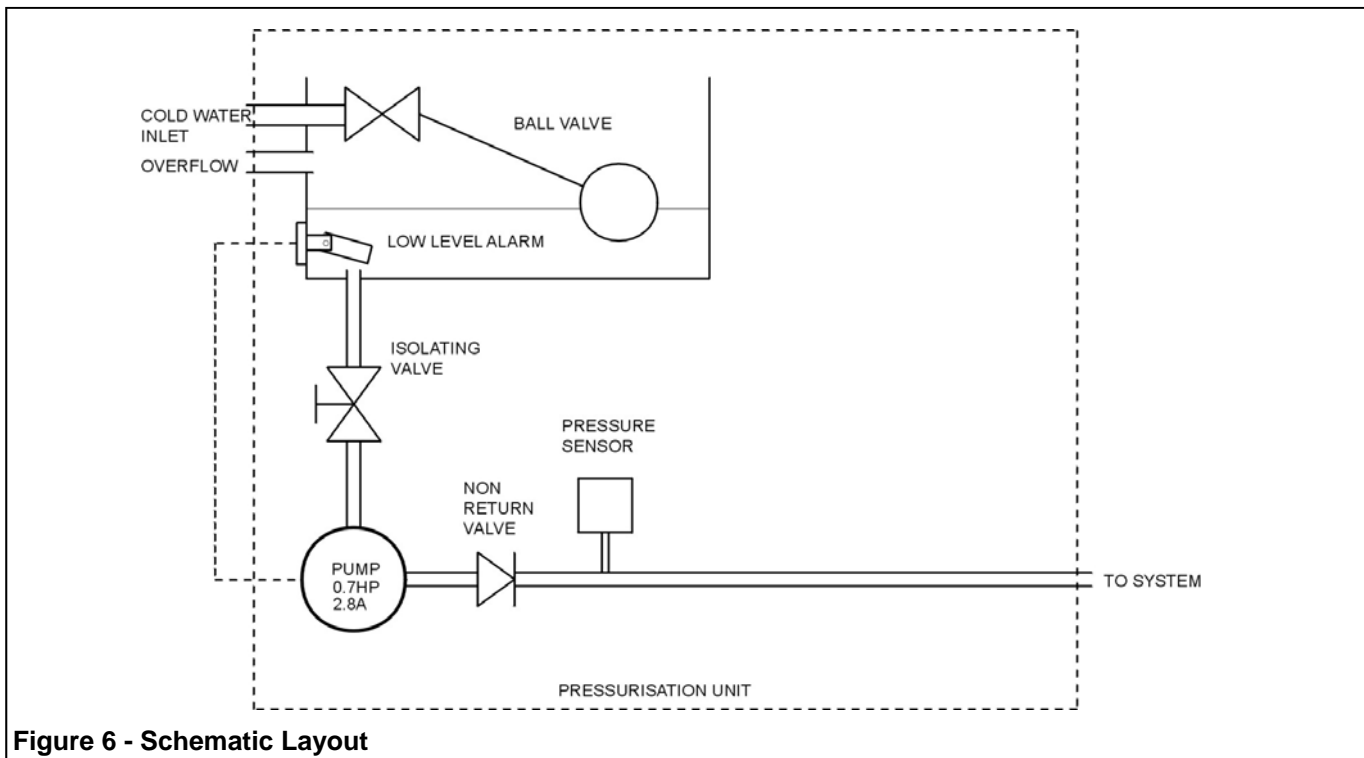 COLD WATER
INLET
BALL VALVE
OVERFLOW
LOW LEVEL ALARM
ISOLATING
VALVE
PRESSURE
SENSOR
NON
RETURN
VALVE
PUMP
0.7HP
2.8A
TO SYSTEM
PRESSURISATION UNIT
Figure 6 - Schematic Layout